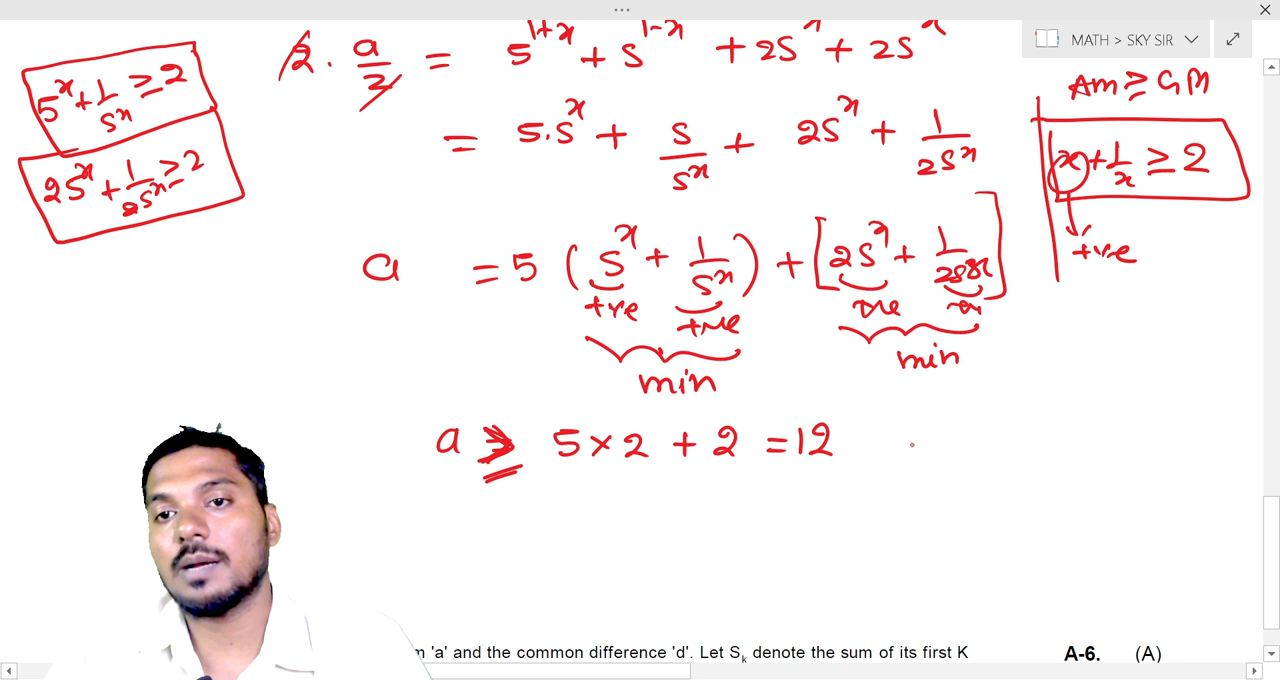 MATH > SKY SIR
2. a/2 = 5^(1+x) + 5^(1-x) + 25^x + 25^x
AM ≥ GM
5^x + 1/5^x ≥ 2
= 5.5^x + 5/5^x + 25^x + 1/25^x
x + 1/x ≥ 2
25^x + 1/25^x ≥ 2
+ve
a = 5 (5^x + 1/5^x) + [25^x + 1/25^x]
+ve +ve
min min
a ≥ 5 × 2 + 2 = 12
'a' and the common difference 'd'. Let S_k denote the sum of its first K A-6. (A)